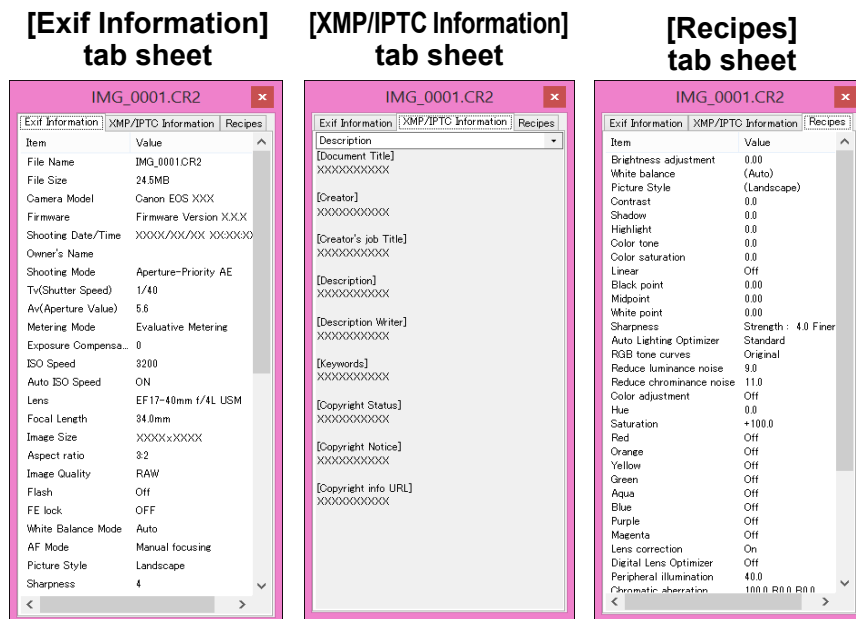 [Exif Information]
tab sheet
IMG_0001.CR2
Exif Information XMP/IPTC Information Recipes
Item Value
File Name IMG_0001.CR2
File Size 24.5MB
Camera Model Canon EOS XXX
Firmware Firmware Version X.X.X
Shooting Date/Time XXXX/XX/XX XX:XX:XX
Owner's Name
Shooting Mode Aperture-Priority AE
Tv(Shutter Speed) 1/40
Av(Aperture Value) 5.6
Metering Mode Evaluative Metering
Exposure Compensa... 0
ISO Speed 3200
Auto ISO Speed ON
Lens EF17-40mm f/4L USM
Focal Length 34.0mm
Image Size XXXXxXXXX
Aspect ratio 3:2
Image Quality RAW
Flash Off
FE lock OFF
White Balance Mode Auto
AF Mode Manual focusing
Picture Style Landscape
Sharpness 4
[XMP/IPTC Information]
tab sheet
IMG_0001.CR2
Exif Information XMP/IPTC Information Recipes
Description
[Document Title]
XXXXXXXXXX
[Creator]
XXXXXXXXXX
[Creator's job Title]
XXXXXXXXXX
[Description]
XXXXXXXXXX
[Description Writer]
XXXXXXXXXX
[Keywords]
XXXXXXXXXX
[Copyright Status]
XXXXXXXXXX
[Copyright Notice]
XXXXXXXXXX
[Copyright info URL]
XXXXXXXXXX
[Recipes]
tab sheet
IMG_0001.CR2
Exif Information XMP/IPTC Information Recipes
Item Value
Brightness adjustment 0.00
White balance (Auto)
Picture Style (Landscape)
Contrast 0.0
Shadow 0.0
Highlight 0.0
Color tone 0.0
Color saturation 0.0
Linear Off
Black point 0.00
Midpoint 0.00
White point 0.00
Sharpness Strength : 4.0 Finer
Auto Lighting Optimizer Standard
RGB tone curves Original
Reduce luminance noise 9.0
Reduce chrominance noise 11.0
Color adjustment Off
Hue 0.0
Saturation +100.0
Red Off
Orange Off
Yellow Off
Green Off
Aqua Off
Blue Off
Purple Off
Magenta Off
Lens correction On
Digital Lens Optimizer Off
Peripheral illumination 40.0
Chromatic aberration 100.0 R0.0 B0.0